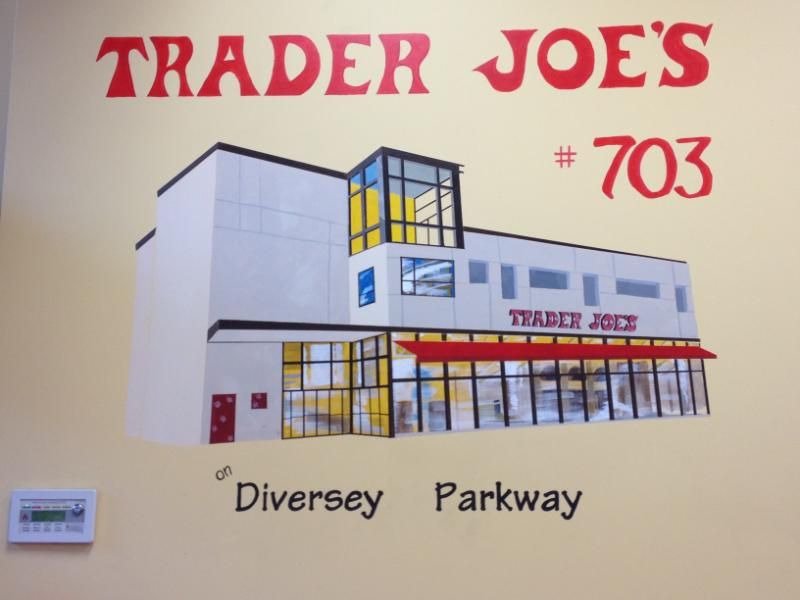 TRADER JOE'S
# 703
TRADER JOE'S
on
Diversey Parkway